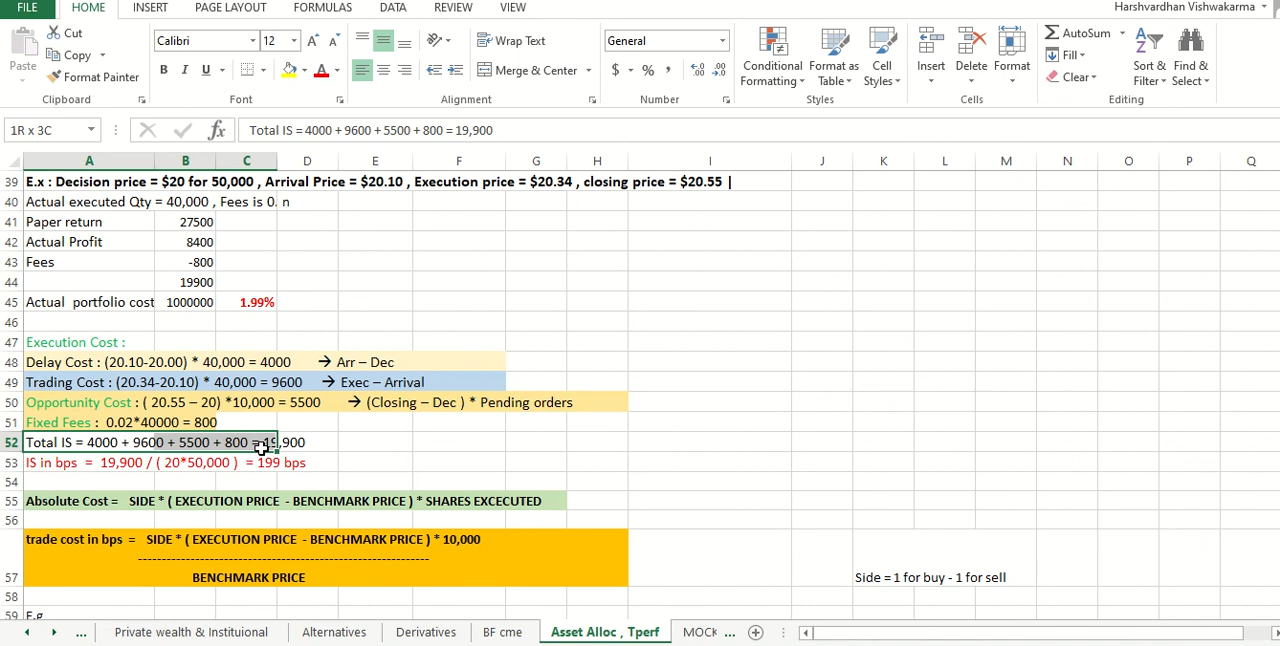 Harshvardhan Vishwakarma
FILE HOME INSERT PAGE LAYOUT FORMULAS DATA REVIEW VIEW
Cut
Copy
Format Painter
Paste
Clipboard
Calibri 12
B I U
Font
Wrap Text
Merge & Center
Alignment
General
$ % ,
Number
Conditional Formatting
Format as Table
Cell Styles
Styles
Insert Delete Format
Cells
AutoSum
Fill
Clear
Sort & Filter
Find & Select
Editing
1R x 3C fx Total IS = 4000 + 9600 + 5500 + 800 = 19,900
A B C D E F G H I J K L M N O P Q
39 E.x : Decision price = $20 for 50,000 , Arrival Price = $20.10 , Execution price = $20.34 , closing price = $20.55 |
40 Actual executed Qty = 40,000 , Fees is 0. n
41 Paper return 27500
42 Actual Profit 8400
43 Fees -800
44 19900
45 Actual portfolio cost 1000000 1.99%
46
47 Execution Cost :
48 Delay Cost : (20.10-20.00) * 40,000 = 4000 → Arr – Dec
49 Trading Cost : (20.34-20.10) * 40,000 = 9600 → Exec – Arrival
50 Opportunity Cost : ( 20.55 – 20) *10,000 = 5500 → (Closing – Dec ) * Pending orders
51 Fixed Fees : 0.02*40000 = 800
52 Total IS = 4000 + 9600 + 5500 + 800 = 19,900
53 IS in bps = 19,900 / ( 20*50,000 ) = 199 bps
54
55 Absolute Cost = SIDE * ( EXECUTION PRICE - BENCHMARK PRICE ) * SHARES EXCECUTED
56
trade cost in bps = SIDE * ( EXECUTION PRICE - BENCHMARK PRICE ) * 10,000
----------------------------------------------------------------
57 BENCHMARK PRICE Side = 1 for buy - 1 for sell
58
59 E.g
... Private wealth & Instituional Alternatives Derivatives BF cme Asset Alloc , Tperf MOCK ...